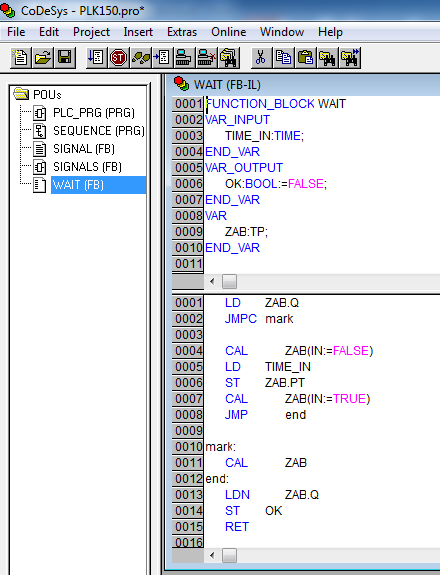 CoDeSys - PLK150.pro*
File Edit Project Insert Extras Online Window Help
POUs
PLC_PRG (PRG)
SEQUENCE (PRG)
SIGNAL (FB)
SIGNALS (FB)
WAIT (FB)
WAIT (FB-IL)
0001 FUNCTION_BLOCK WAIT
0002 VAR_INPUT
0003 TIME_IN:TIME;
0004 END_VAR
0005 VAR_OUTPUT
0006 OK:BOOL:=FALSE;
0007 END_VAR
0008 VAR
0009 ZAB:TP;
0010 END_VAR
0011
0001 LD ZAB.Q
0002 JMPC mark
0003
0004 CAL ZAB(IN:=FALSE)
0005 LD TIME_IN
0006 ST ZAB.PT
0007 CAL ZAB(IN:=TRUE)
0008 JMP end
0009
0010 mark:
0011 CAL ZAB
0012 end:
0013 LDN ZAB.Q
0014 ST OK
0015 RET
0016